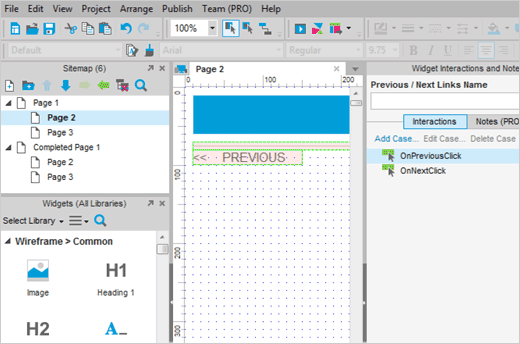 File Edit View Project Arrange Publish Team (PRO) Account Help
100%
Default Arial Regular 9.75 B I U
Sitemap (6)
Page 1
Page 2
Page 3
Completed Page 1
Page 2
Page 3
Widgets (All Libraries)
Select Library
Wireframe > Common
Image
H1
Heading 1
H2
A_
Page 2
0 100 200
0
100
200
300
<< PREVIOUS
Widget Interactions and Note
Previous / Next Links Name
Interactions Notes (PRO
Add Case... Edit Case... Delete Case
OnPreviousClick
OnNextClick